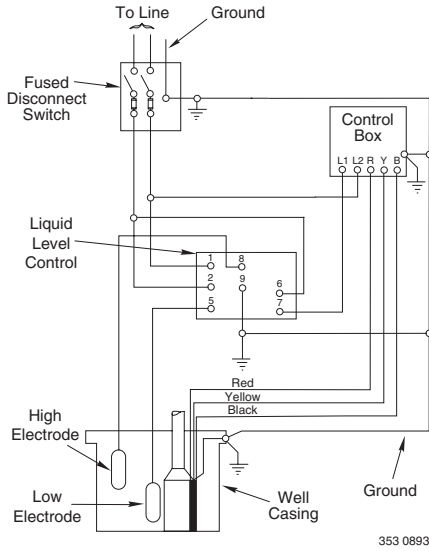 To Line
Ground
Fused
Disconnect
Switch
Control
Box
L1 L2 R Y B
Liquid
Level
Control
1
8
2
9
6
5
7
Red
Yellow
Black
High
Electrode
Low
Electrode
Well
Casing
Ground
353 0893